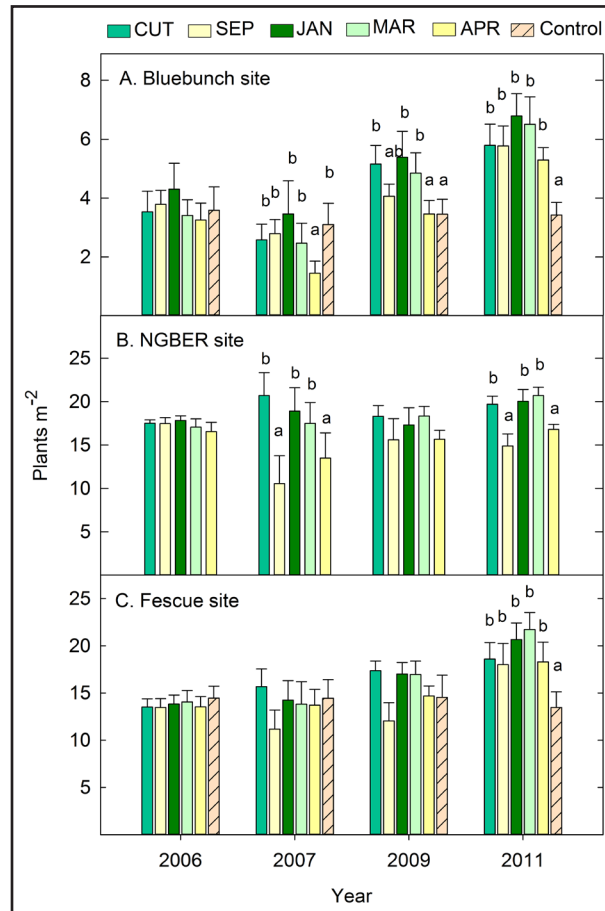 CUT SEP JAN MAR APR Control
A. Bluebunch site
8
6
4
2
b b b b a b
b ab b b a a
b b b b b a
B. NGBER site
25
20
15
10
5
b a b b a
b a b b a
C. Fescue site
25
20
15
10
5
b b b b b a
Plants m⁻²
2006 2007 2009 2011
Year